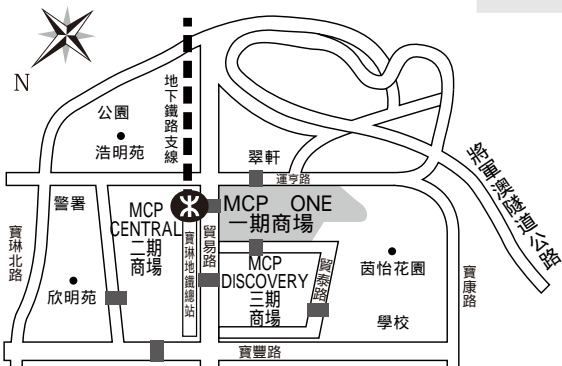 N
地下鐵路支線
公園
浩明苑
翠軒
運亨路
將軍澳隧道公路
警署
MCP
CENTRAL
二期
商場
MCP ONE
一期商場
寶琳北路
貿易路
寶琳地鐵總站
MCP
DISCOVERY
三期
商場
貿泰路
茵怡花園
寶康路
欣明苑
學校
寶豐路